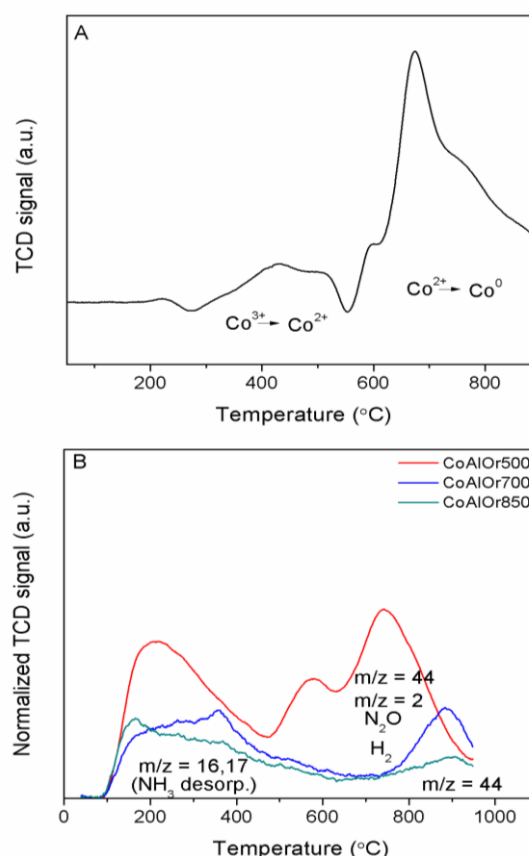 A
TCD signal (a.u.)
Co³⁺→ Co²⁺
Co²⁺→ Co⁰
200 400 600 800
Temperature (°C)
B
CoAlOr500
CoAlOr700
CoAlOr850
Normalized TCD signal (a.u.)
m/z = 44
m/z = 2
N₂O
H₂
m/z = 16,17
(NH₃ desorp.)
m/z = 44
0 200 400 600 800 1000
Temperature (°C)